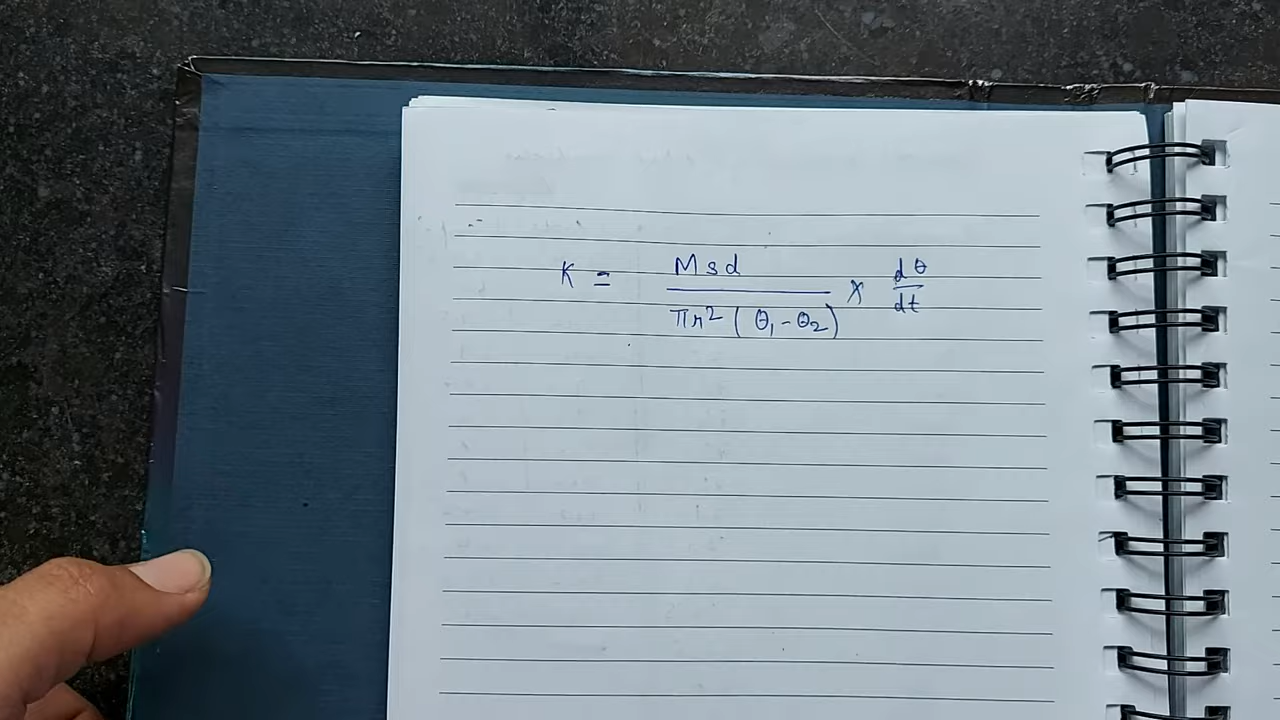 K = Msd / πr² (θ₁ - θ₂) × dθ / dt